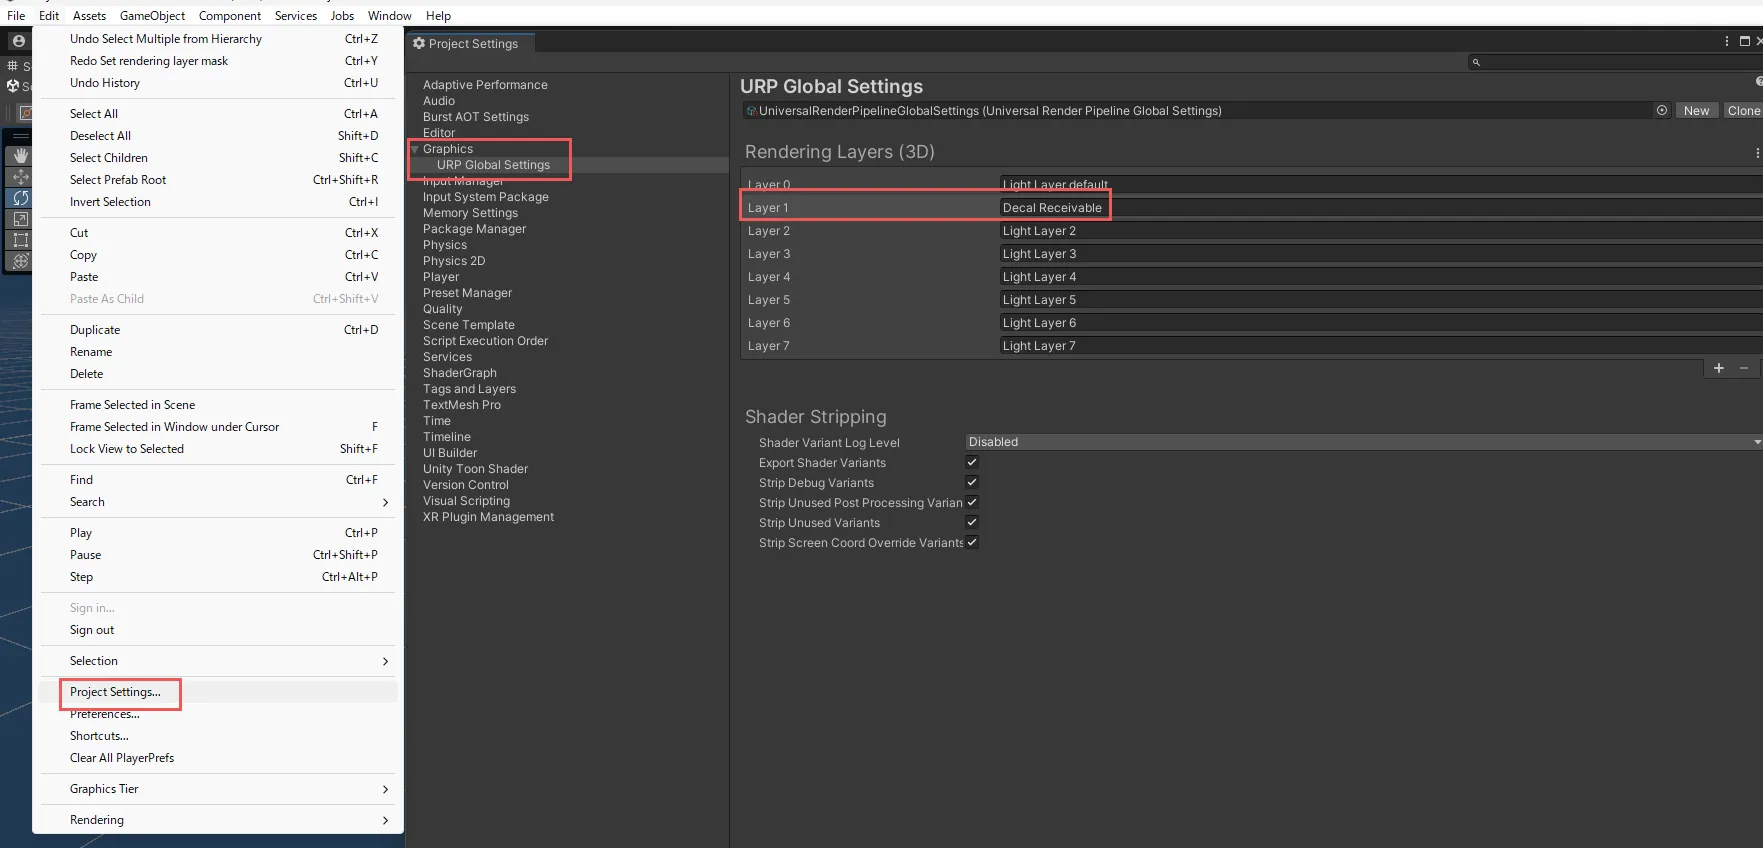 File Edit Assets GameObject Component Services Jobs Window Help
Undo Select Multiple from Hierarchy Ctrl+Z
Redo Set rendering layer mask Ctrl+Y
Undo History Ctrl+U
Select All Ctrl+A
Deselect All Shift+D
Select Children Shift+C
Select Prefab Root Ctrl+Shift+R
Invert Selection Ctrl+I
Cut Ctrl+X
Copy Ctrl+C
Paste Ctrl+V
Paste As Child Ctrl+Shift+V
Duplicate Ctrl+D
Rename
Delete
Frame Selected in Scene
Frame Selected in Window under Cursor F
Lock View to Selected Shift+F
Find Ctrl+F
Search
Play Ctrl+P
Pause Ctrl+Shift+P
Step Ctrl+Alt+P
Sign in...
Sign out
Selection
Project Settings...
Preferences...
Shortcuts...
Clear All PlayerPrefs
Graphics Tier
Rendering
Project Settings
Adaptive Performance
Audio
Burst AOT Settings
Editor
Graphics
URP Global Settings
Input Manager
Input System Package
Memory Settings
Package Manager
Physics
Physics 2D
Player
Preset Manager
Quality
Scene Template
Script Execution Order
Services
ShaderGraph
Tags and Layers
TextMesh Pro
Time
Timeline
UI Builder
Unity Toon Shader
Version Control
Visual Scripting
XR Plugin Management
URP Global Settings
UniversalRenderPipelineGlobalSettings (Universal Render Pipeline Global Settings) New Clone
Rendering Layers (3D)
Layer 0 Light Layer default
Layer 1 Decal Receivable
Layer 2 Light Layer 2
Layer 3 Light Layer 3
Layer 4 Light Layer 4
Layer 5 Light Layer 5
Layer 6 Light Layer 6
Layer 7 Light Layer 7
Shader Stripping
Shader Variant Log Level Disabled
Export Shader Variants
Strip Debug Variants
Strip Unused Post Processing Varian
Strip Unused Variants
Strip Screen Coord Override Variants